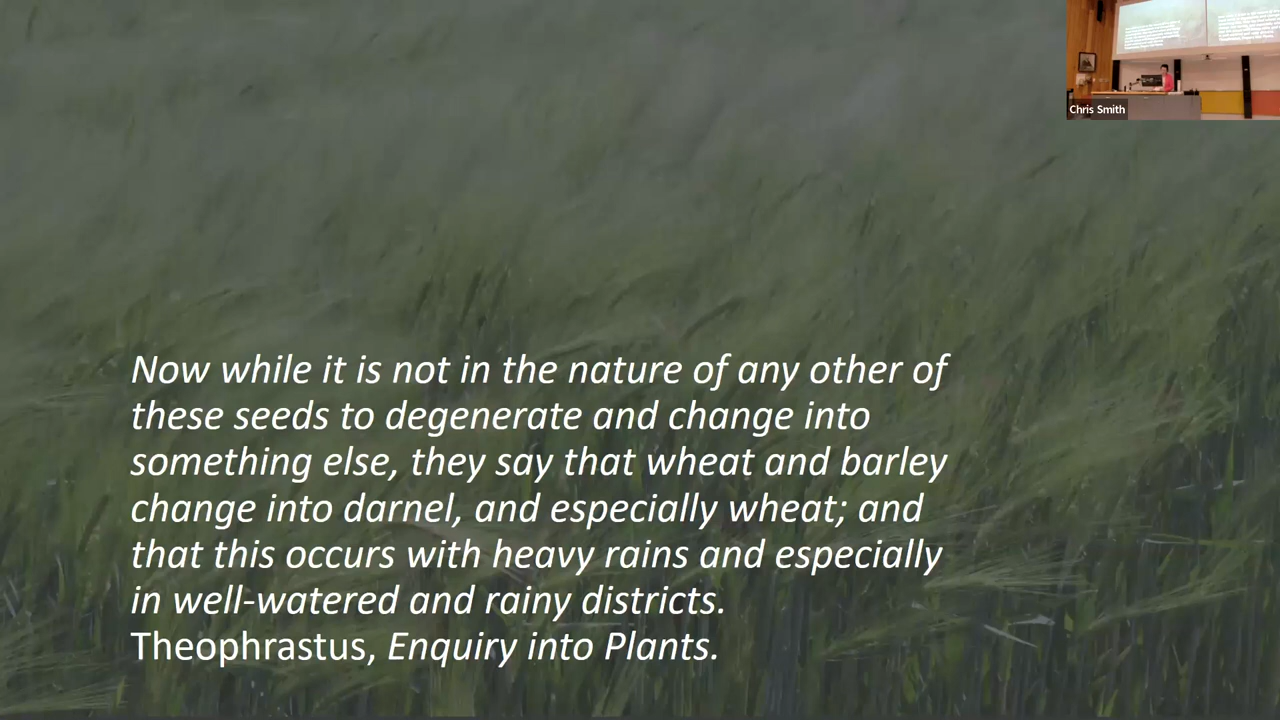 Chris Smith
Now while it is not in the nature of any other of
these seeds to degenerate and change into
something else, they say that wheat and barley
change into darnel, and especially wheat; and
that this occurs with heavy rains and especially
in well-watered and rainy districts.
Theophrastus, Enquiry into Plants.